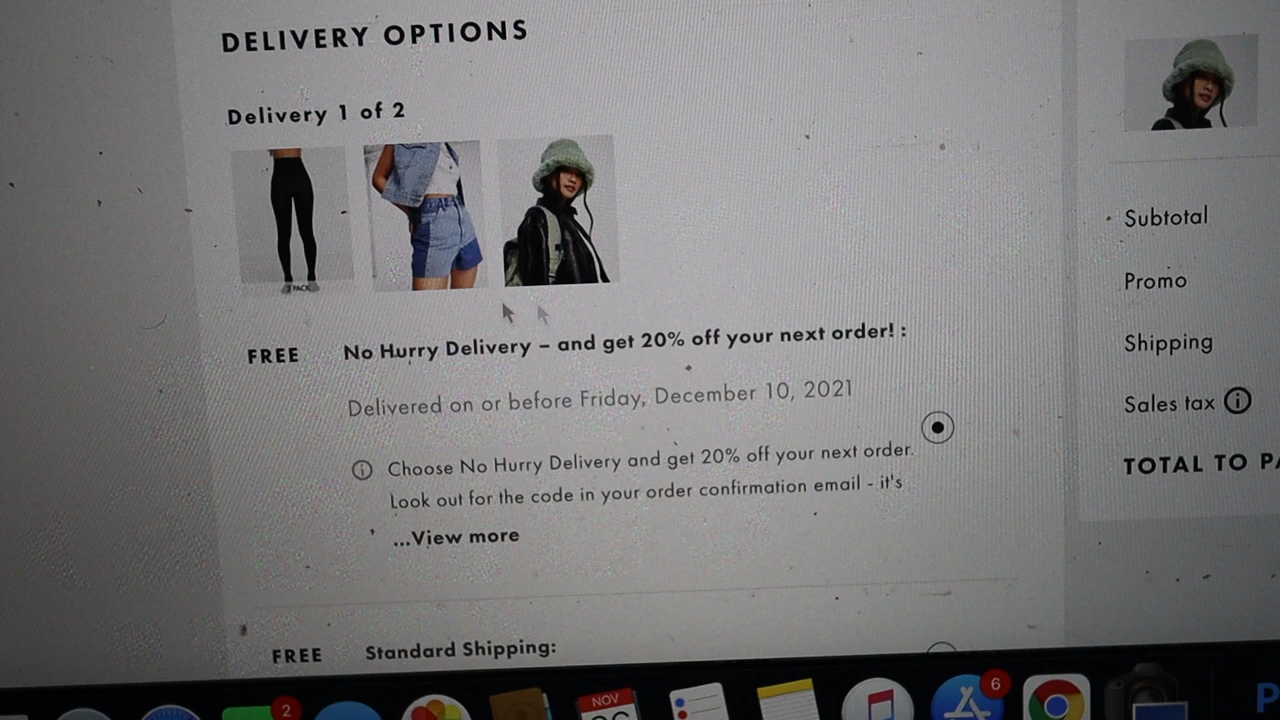 DELIVERY OPTIONS
Delivery 1 of 2
2 PACK
FREE
No Hurry Delivery – and get 20% off your next order! :
Delivered on or before Friday, December 10, 2021
Choose No Hurry Delivery and get 20% off your next order.
Look out for the code in your order confirmation email - it's
...View more
FREE
Standard Shipping:
Subtotal
Promo
Shipping
Sales tax
TOTAL TO
2
NOV
6